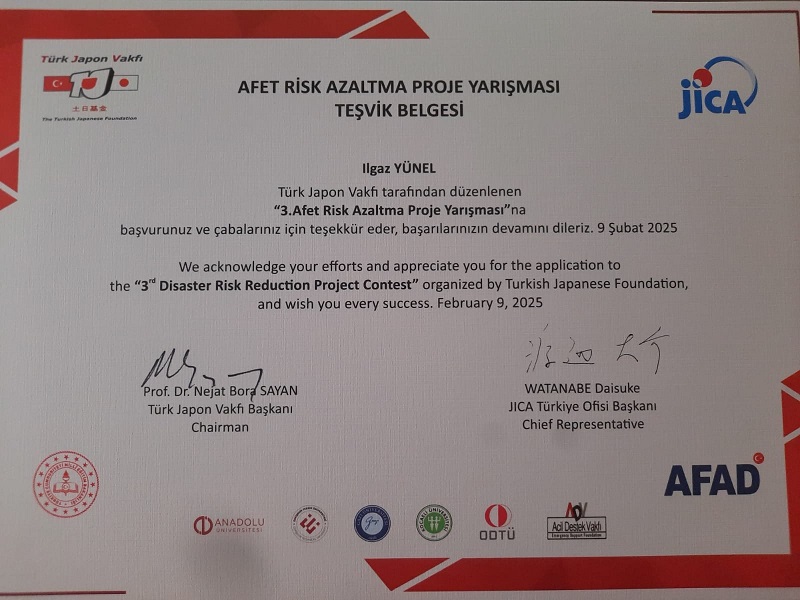 Türk Japon Vakfı
土日基金
The Turkish Japanese Foundation
JICA
AFET RİSK AZALTMA PROJE YARIŞMASI
TEŞVİK BELGESİ
Ilgaz YÜNEL
Türk Japon Vakfı tarafından düzenlenen
“3.Afet Risk Azaltma Proje Yarışması”na
başvurunuz ve çabalarınız için teşekkür eder, başarılarınızın devamını dileriz. 9 Şubat 2025
We acknowledge your efforts and appreciate you for the application to
the “3rd Disaster Risk Reduction Project Contest” organized by Turkish Japanese Foundation,
and wish you every success. February 9, 2025
Prof. Dr. Nejat Bora SAYAN
Türk Japon Vakfı Başkanı
Chairman
WATANABE Daisuke
JICA Türkiye Ofisi Başkanı
Chief Representative
AFAD
ANADOLU
ÜNİVERSİTESİ
ODTÜ
Acil Destek Vakfı
Emergency Support Foundation